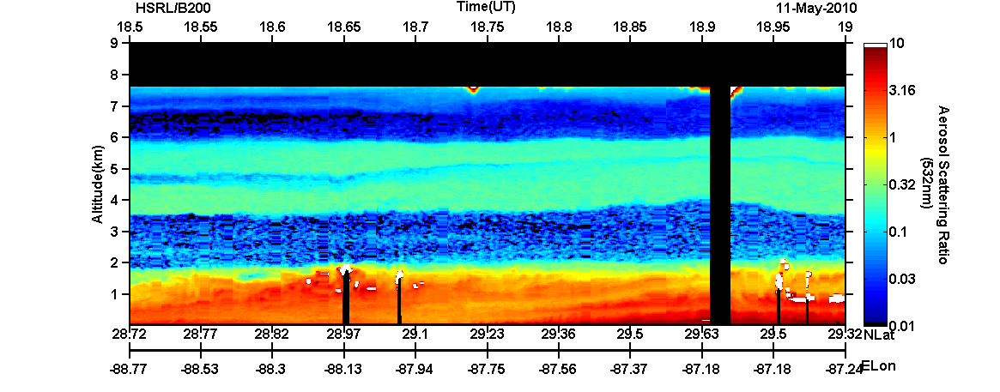 HSRL/B200 Time(UT) 11-May-2010
18.5 18.55 18.6 18.65 18.7 18.75 18.8 18.85 18.9 18.95 19
9
8
7
6
5
4
3
2
1
Altitude(km)
10
3.16
1
0.32
0.1
0.03
0.01
Aerosol Scattering Ratio
(532nm)
28.72 28.77 28.82 28.97 29.1 29.23 29.36 29.5 29.63 29.5 29.32 NLat
-88.77 -88.53 -88.3 -88.13 -87.94 -87.75 -87.56 -87.37 -87.18 -87.18 -87.24 ELon